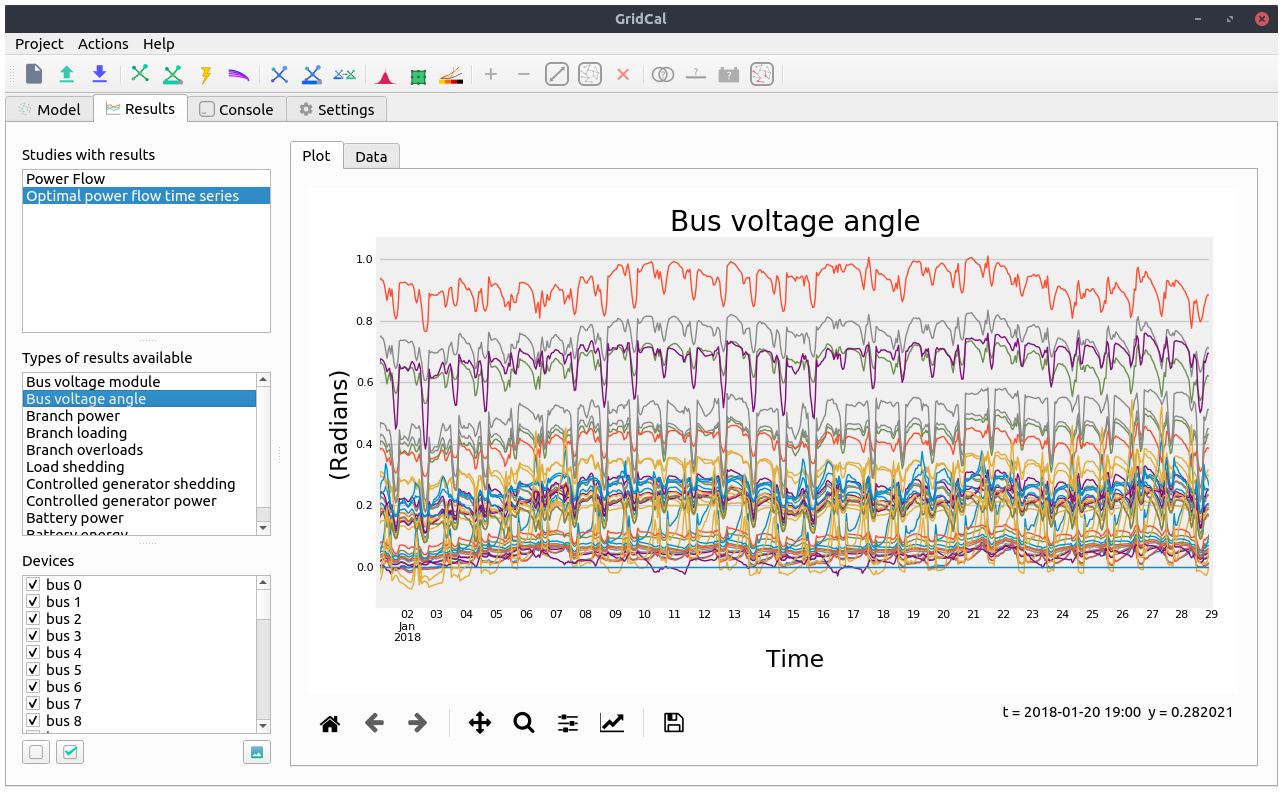 GridCal
Project Actions Help
Model Results Console Settings
Studies with results
Power Flow
Optimal power flow time series
Types of results available
Bus voltage module
Bus voltage angle
Branch power
Branch loading
Branch overloads
Load shedding
Controlled generator shedding
Controlled generator power
Battery power
Battery energy
Devices
bus 0
bus 1
bus 2
bus 3
bus 4
bus 5
bus 6
bus 7
bus 8
Plot Data
Bus voltage angle
(Radians)
1.0
0.8
0.6
0.4
0.2
0.0
02 03 04 05 06 07 08 09 10 11 12 13 14 15 16 17 18 19 20 21 22 23 24 25 26 27 28 29
Jan
2018
Time
t = 2018-01-20 19:00 y = 0.282021